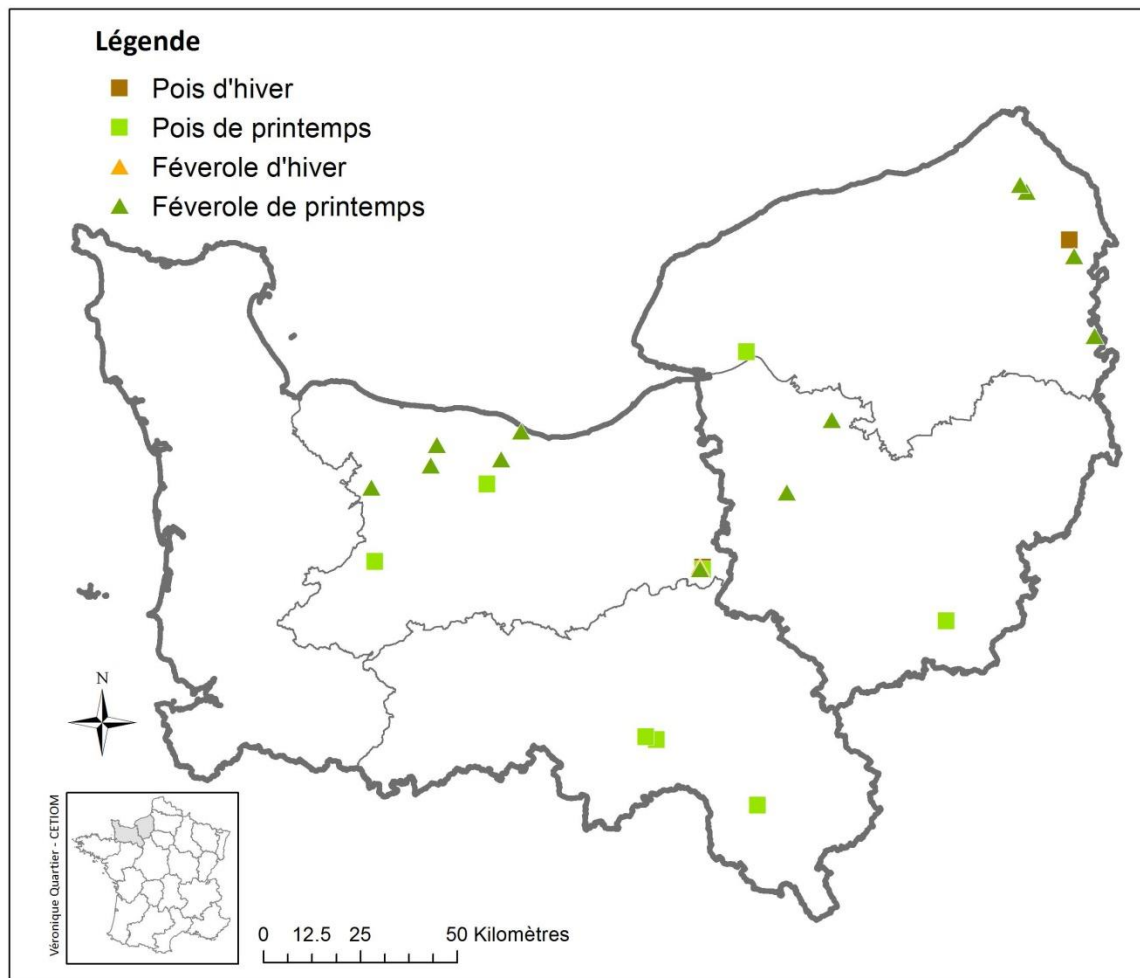 Légende
Pois d'hiver
Pois de printemps
Féverole d'hiver
Féverole de printemps
N
Véronique Quartier - CETIOM
0 12.5 25 50 Kilomètres